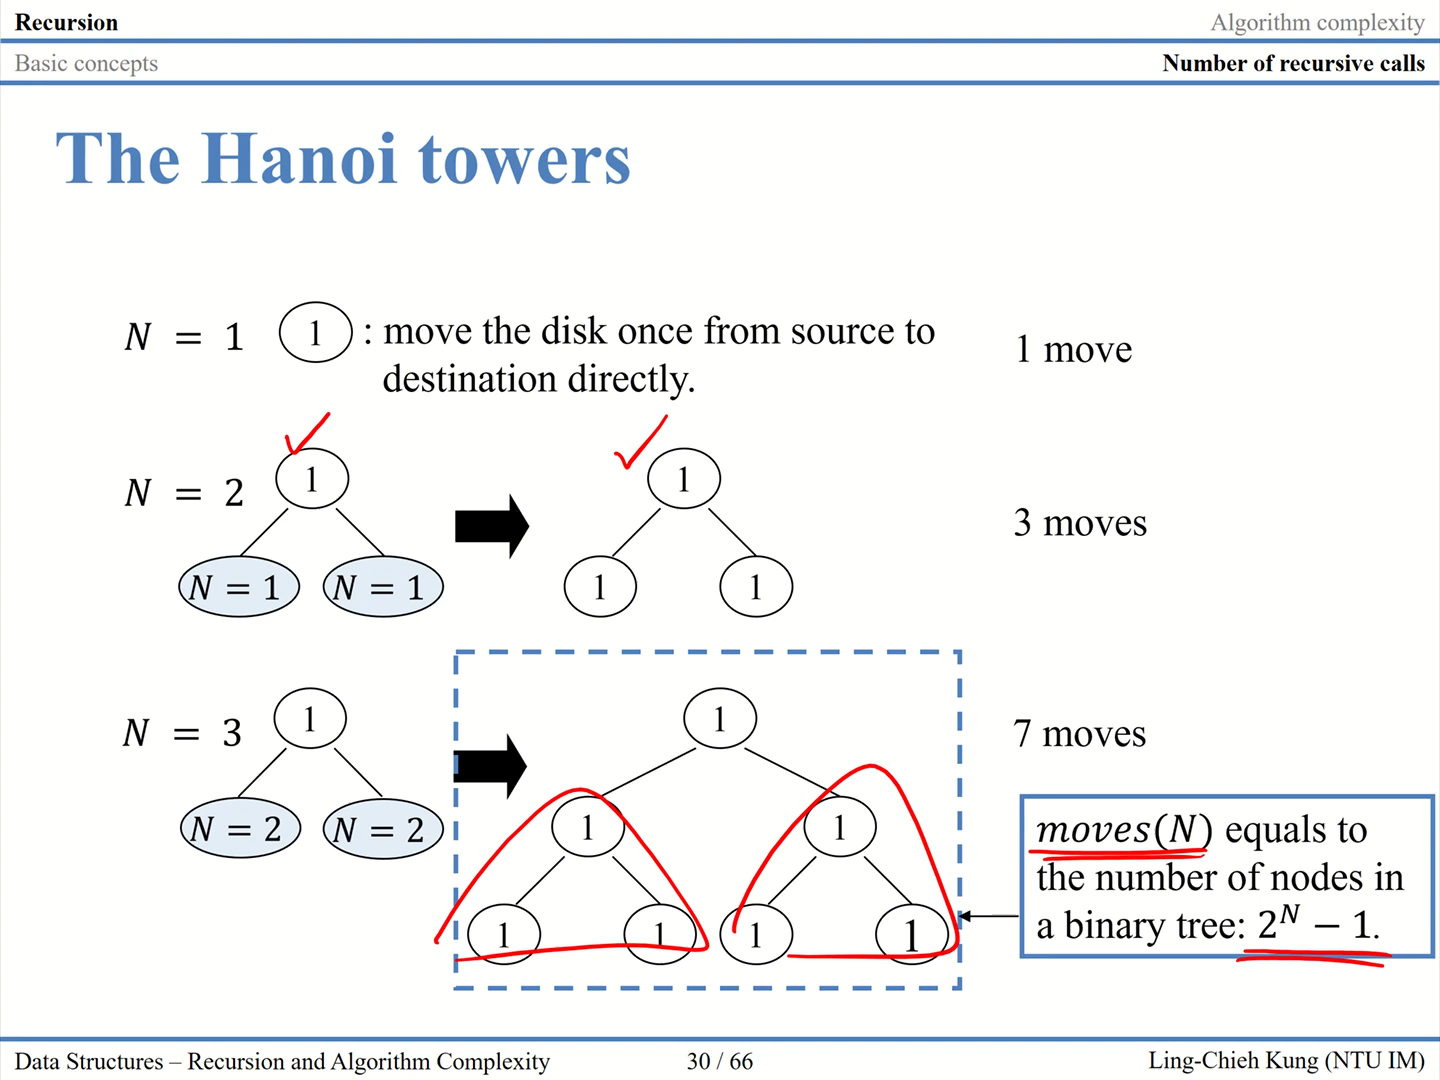 Recursion
Algorithm complexity
Basic concepts
Number of recursive calls
The Hanoi towers
N = 1
1
: move the disk once from source to
destination directly.
1 move
N = 2
1
N = 1
N = 1
1
1
1
3 moves
N = 3
1
N = 2
N = 2
1
1
1
1
1
1
1
7 moves
moves(N) equals to
the number of nodes in
a binary tree: 2^N − 1.
Data Structures – Recursion and Algorithm Complexity
30 / 66
Ling-Chieh Kung (NTU IM)